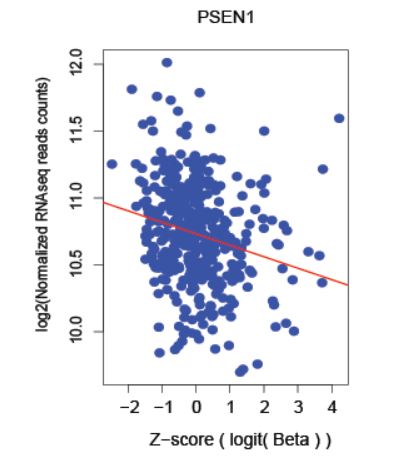 PSEN1
log2(Normalized RNAseq reads counts)
12.0
11.5
11.0
10.5
10.0
−2 −1 0 1 2 3 4
Z−score ( logit( Beta ) )